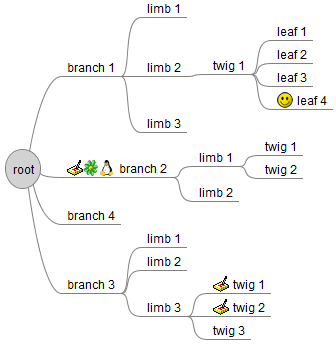 root
branch 1
limb 1
limb 2
twig 1
leaf 1
leaf 2
leaf 3
leaf 4
limb 3
branch 2
limb 1
twig 1
twig 2
limb 2
branch 4
branch 3
limb 1
limb 2
limb 3
twig 1
twig 2
twig 3